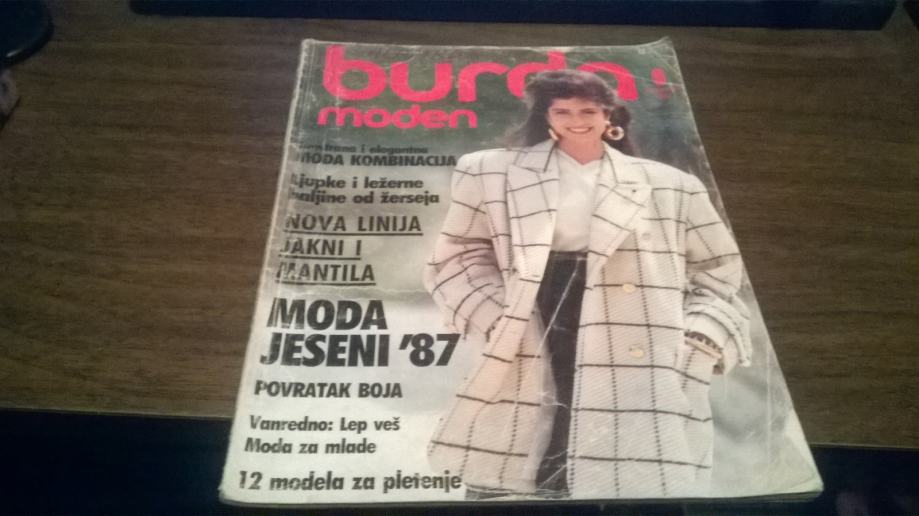 burda
moden
i elegantna
MODA KOMBINACIJA
Ljupke i ležerne
haljine od žerseja
NOVA LINIJA
JAKNI I
MANTILA
MODA
JESENI '87
POVRATAK BOJA
Vanredno: Lep veš
Moda za mlade
12 modela za pletenje